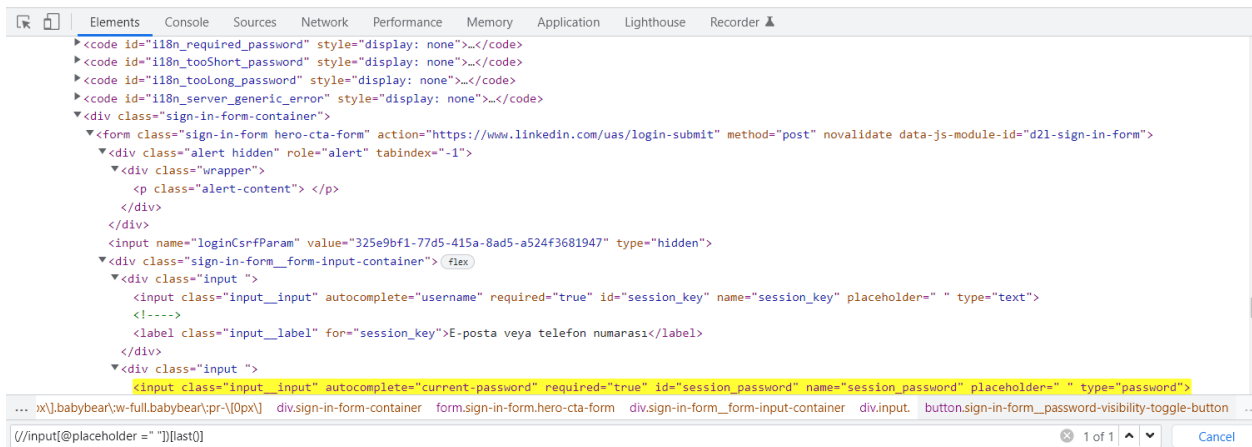 Elements Console Sources Network Performance Memory Application Lighthouse Recorder
<code id="i18n_required_password" style="display: none">…</code>
<code id="i18n_tooShort_password" style="display: none">…</code>
<code id="i18n_tooLong_password" style="display: none">…</code>
<code id="i18n_server_generic_error" style="display: none">…</code>
<div class="sign-in-form-container">
<form class="sign-in-form hero-cta-form" action="https://www.linkedin.com/uas/login-submit" method="post" novalidate data-js-module-id="d2l-sign-in-form">
<div class="alert hidden" role="alert" tabindex="-1">
<div class="wrapper">
<p class="alert-content"> </p>
</div>
</div>
<input name="loginCsrfParam" value="325e9bf1-77d5-415a-8ad5-a524f3681947" type="hidden">
<div class="sign-in-form__form-input-container"> flex
<div class="input ">
<input class="input__input" autocomplete="username" required="true" id="session_key" name="session_key" placeholder=" " type="text">
<!---->
<label class="input__label" for="session_key">E-posta veya telefon numarası</label>
</div>
<div class="input ">
<input class="input__input" autocomplete="current-password" required="true" id="session_password" name="session_password" placeholder=" " type="password">
… ɔx\].babybear\:w-full.babybear\:pr-\[0px\] div.sign-in-form-container form.sign-in-form.hero-cta-form div.sign-in-form__form-input-container div.input. button.sign-in-form__password-visibility-toggle-button …
(//input[@placeholder =" "])[last()] 1 of 1 Cancel